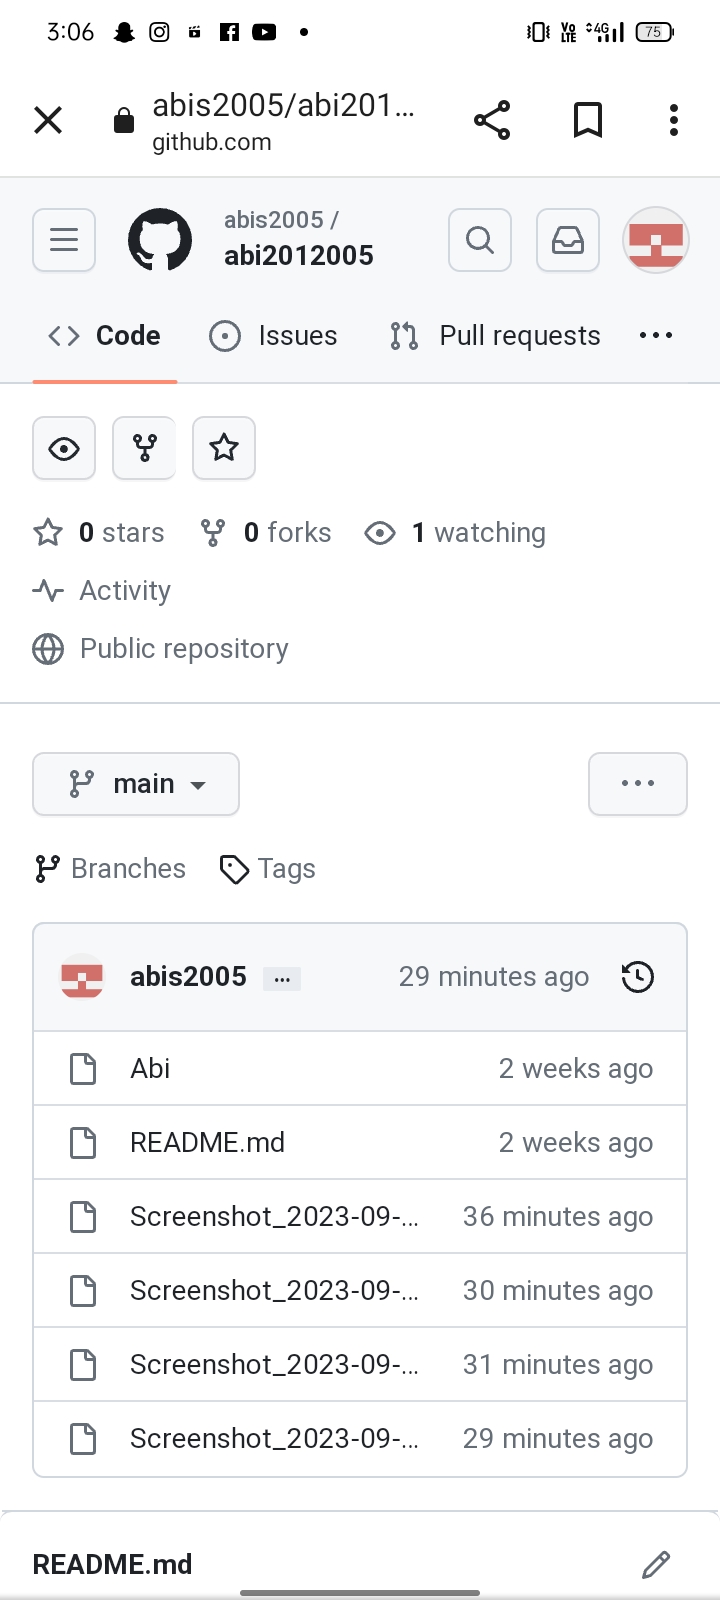 3:06
Vo
LTE
4G
75
abis2005/abi201...
github.com
abis2005 /
abi2012005
Code
Issues
Pull requests
0 stars
0 forks
1 watching
Activity
Public repository
main
Branches
Tags
abis2005
29 minutes ago
Abi
2 weeks ago
README.md
2 weeks ago
Screenshot_2023-09-...
36 minutes ago
Screenshot_2023-09-...
30 minutes ago
Screenshot_2023-09-...
31 minutes ago
Screenshot_2023-09-...
29 minutes ago
README.md